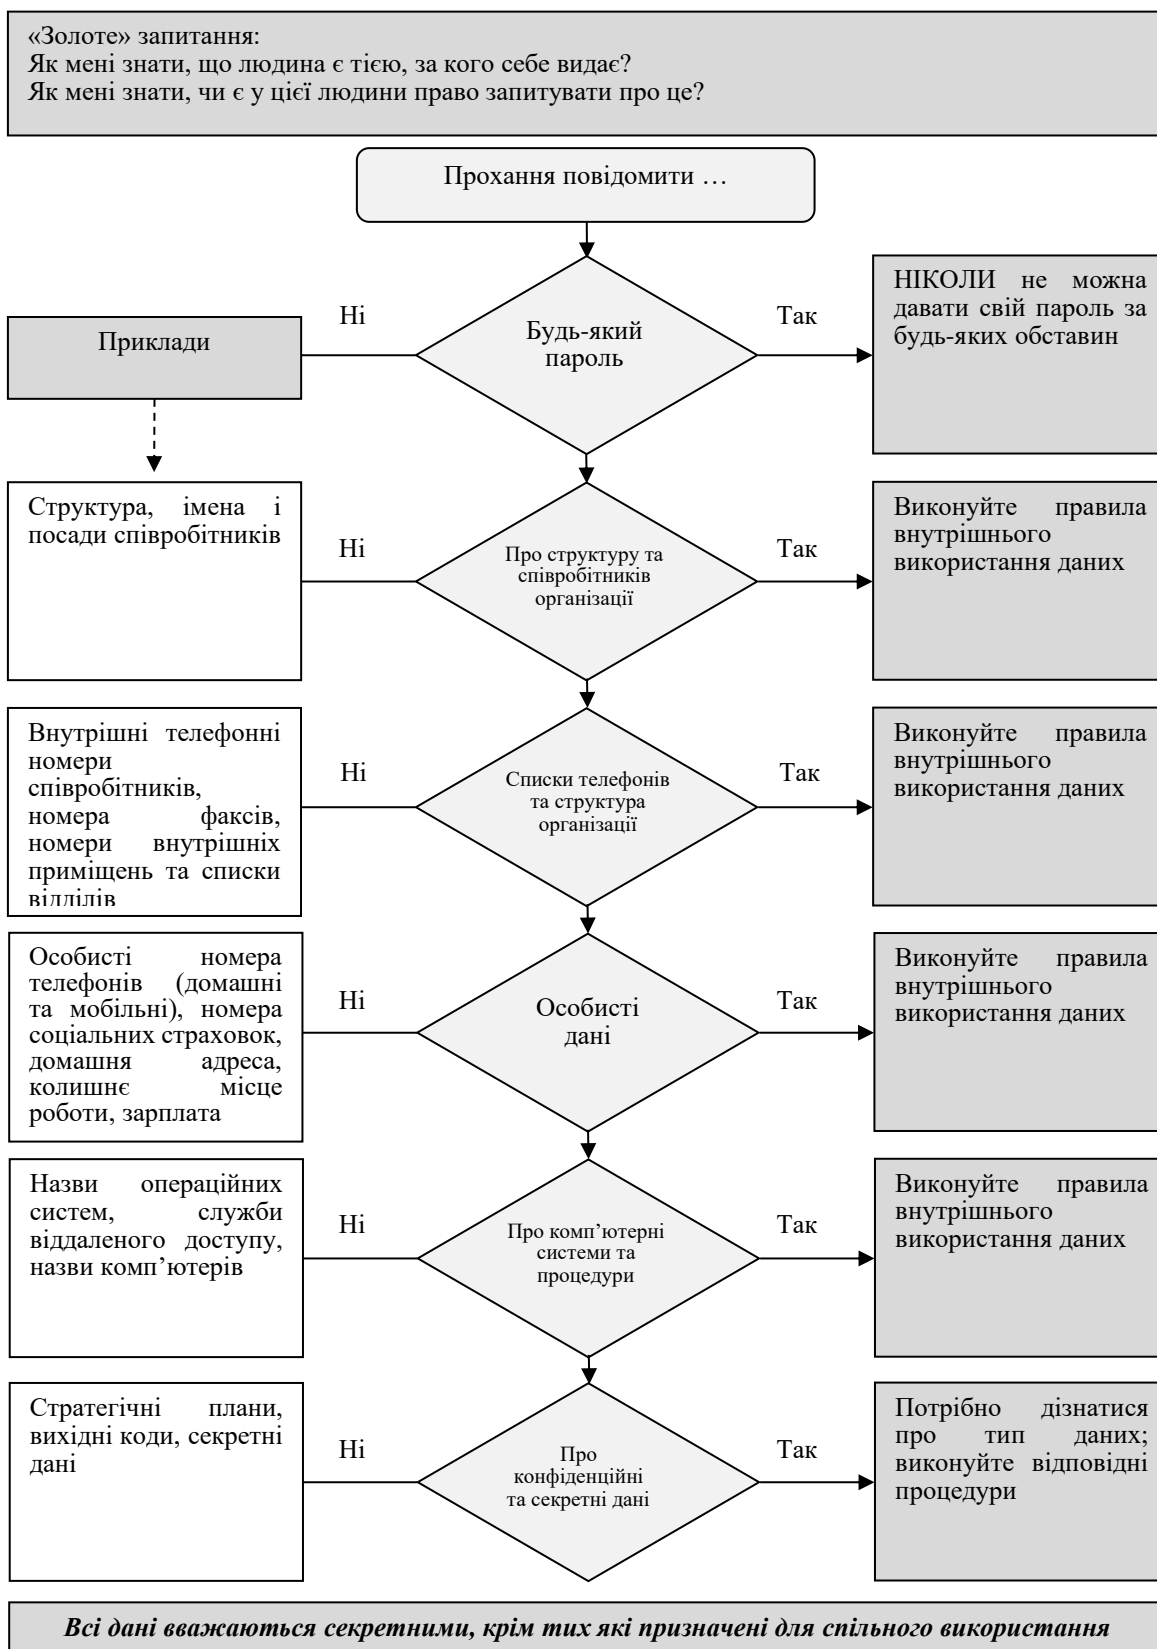 «Золоте» запитання:
Як мені знати, що людина є тією, за кого себе видає?
Як мені знати, чи є у цієї людини право запитувати про це?
Прохання повідомити …
Приклади
Ні
Будь-який
пароль
Так
НІКОЛИ не можна
давати свій пароль за
будь-яких обставин
Структура, імена і
посади співробітників
Ні
Про структуру та
співробітників
організації
Так
Виконуйте правила
внутрішнього
використання даних
Внутрішні телефонні
номери
співробітників,
номера факсів,
номери внутрішніх
приміщень та списки
відділів
Ні
Списки телефонів
та структура
організації
Так
Виконуйте правила
внутрішнього
використання даних
Особисті номера
телефонів (домашні
та мобільні), номера
соціальних страховок,
домашня адреса,
колишнє місце
роботи, зарплата
Ні
Особисті
дані
Так
Виконуйте правила
внутрішнього
використання даних
Назви операційних
систем, служби
віддаленого доступу,
назви комп’ютерів
Ні
Про комп’ютерні
системи та
процедури
Так
Виконуйте правила
внутрішнього
використання даних
Стратегічні плани,
вихідні коди, секретні
дані
Ні
Про
конфіденційні
та секретні дані
Так
Потрібно дізнатися
про тип даних;
виконуйте відповідні
процедури
Всі дані вважаються секретними, крім тих які призначені для спільного використання